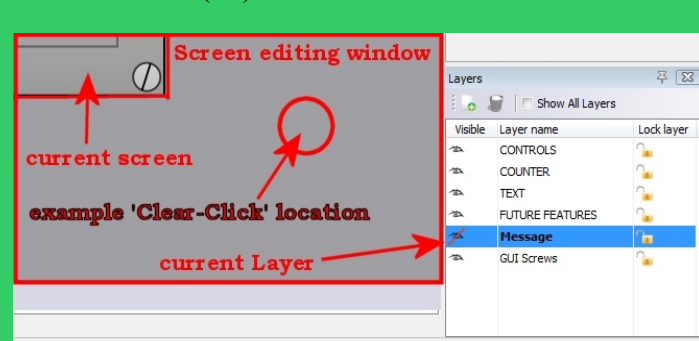 Screen editing window
current screen
example 'Clear-Click' location
current Layer
Layers
Show All Layers
Visible Layer name Lock layer
CONTROLS
COUNTER
TEXT
FUTURE FEATURES
Message
GUI Screws